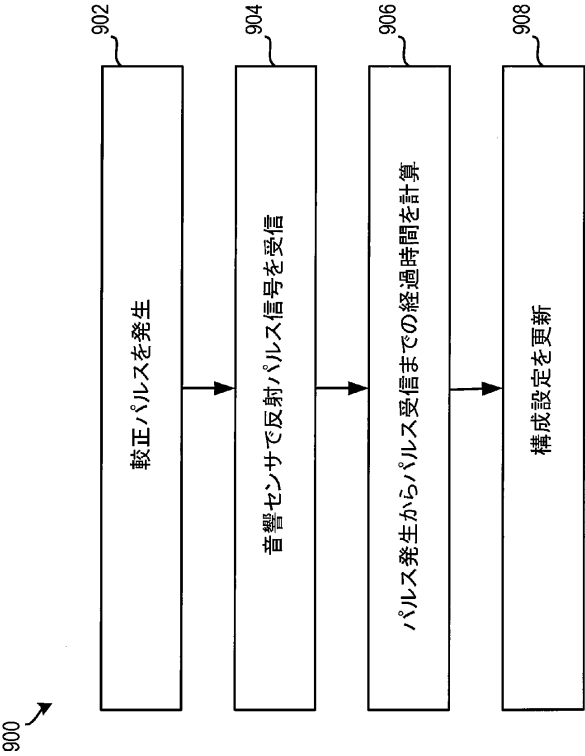 900
902
較正パルスを発生
904
音響センサで反射パルス信号を受信
906
パルス発生からパルス受信までの経過時間を計算
908
構成設定を更新